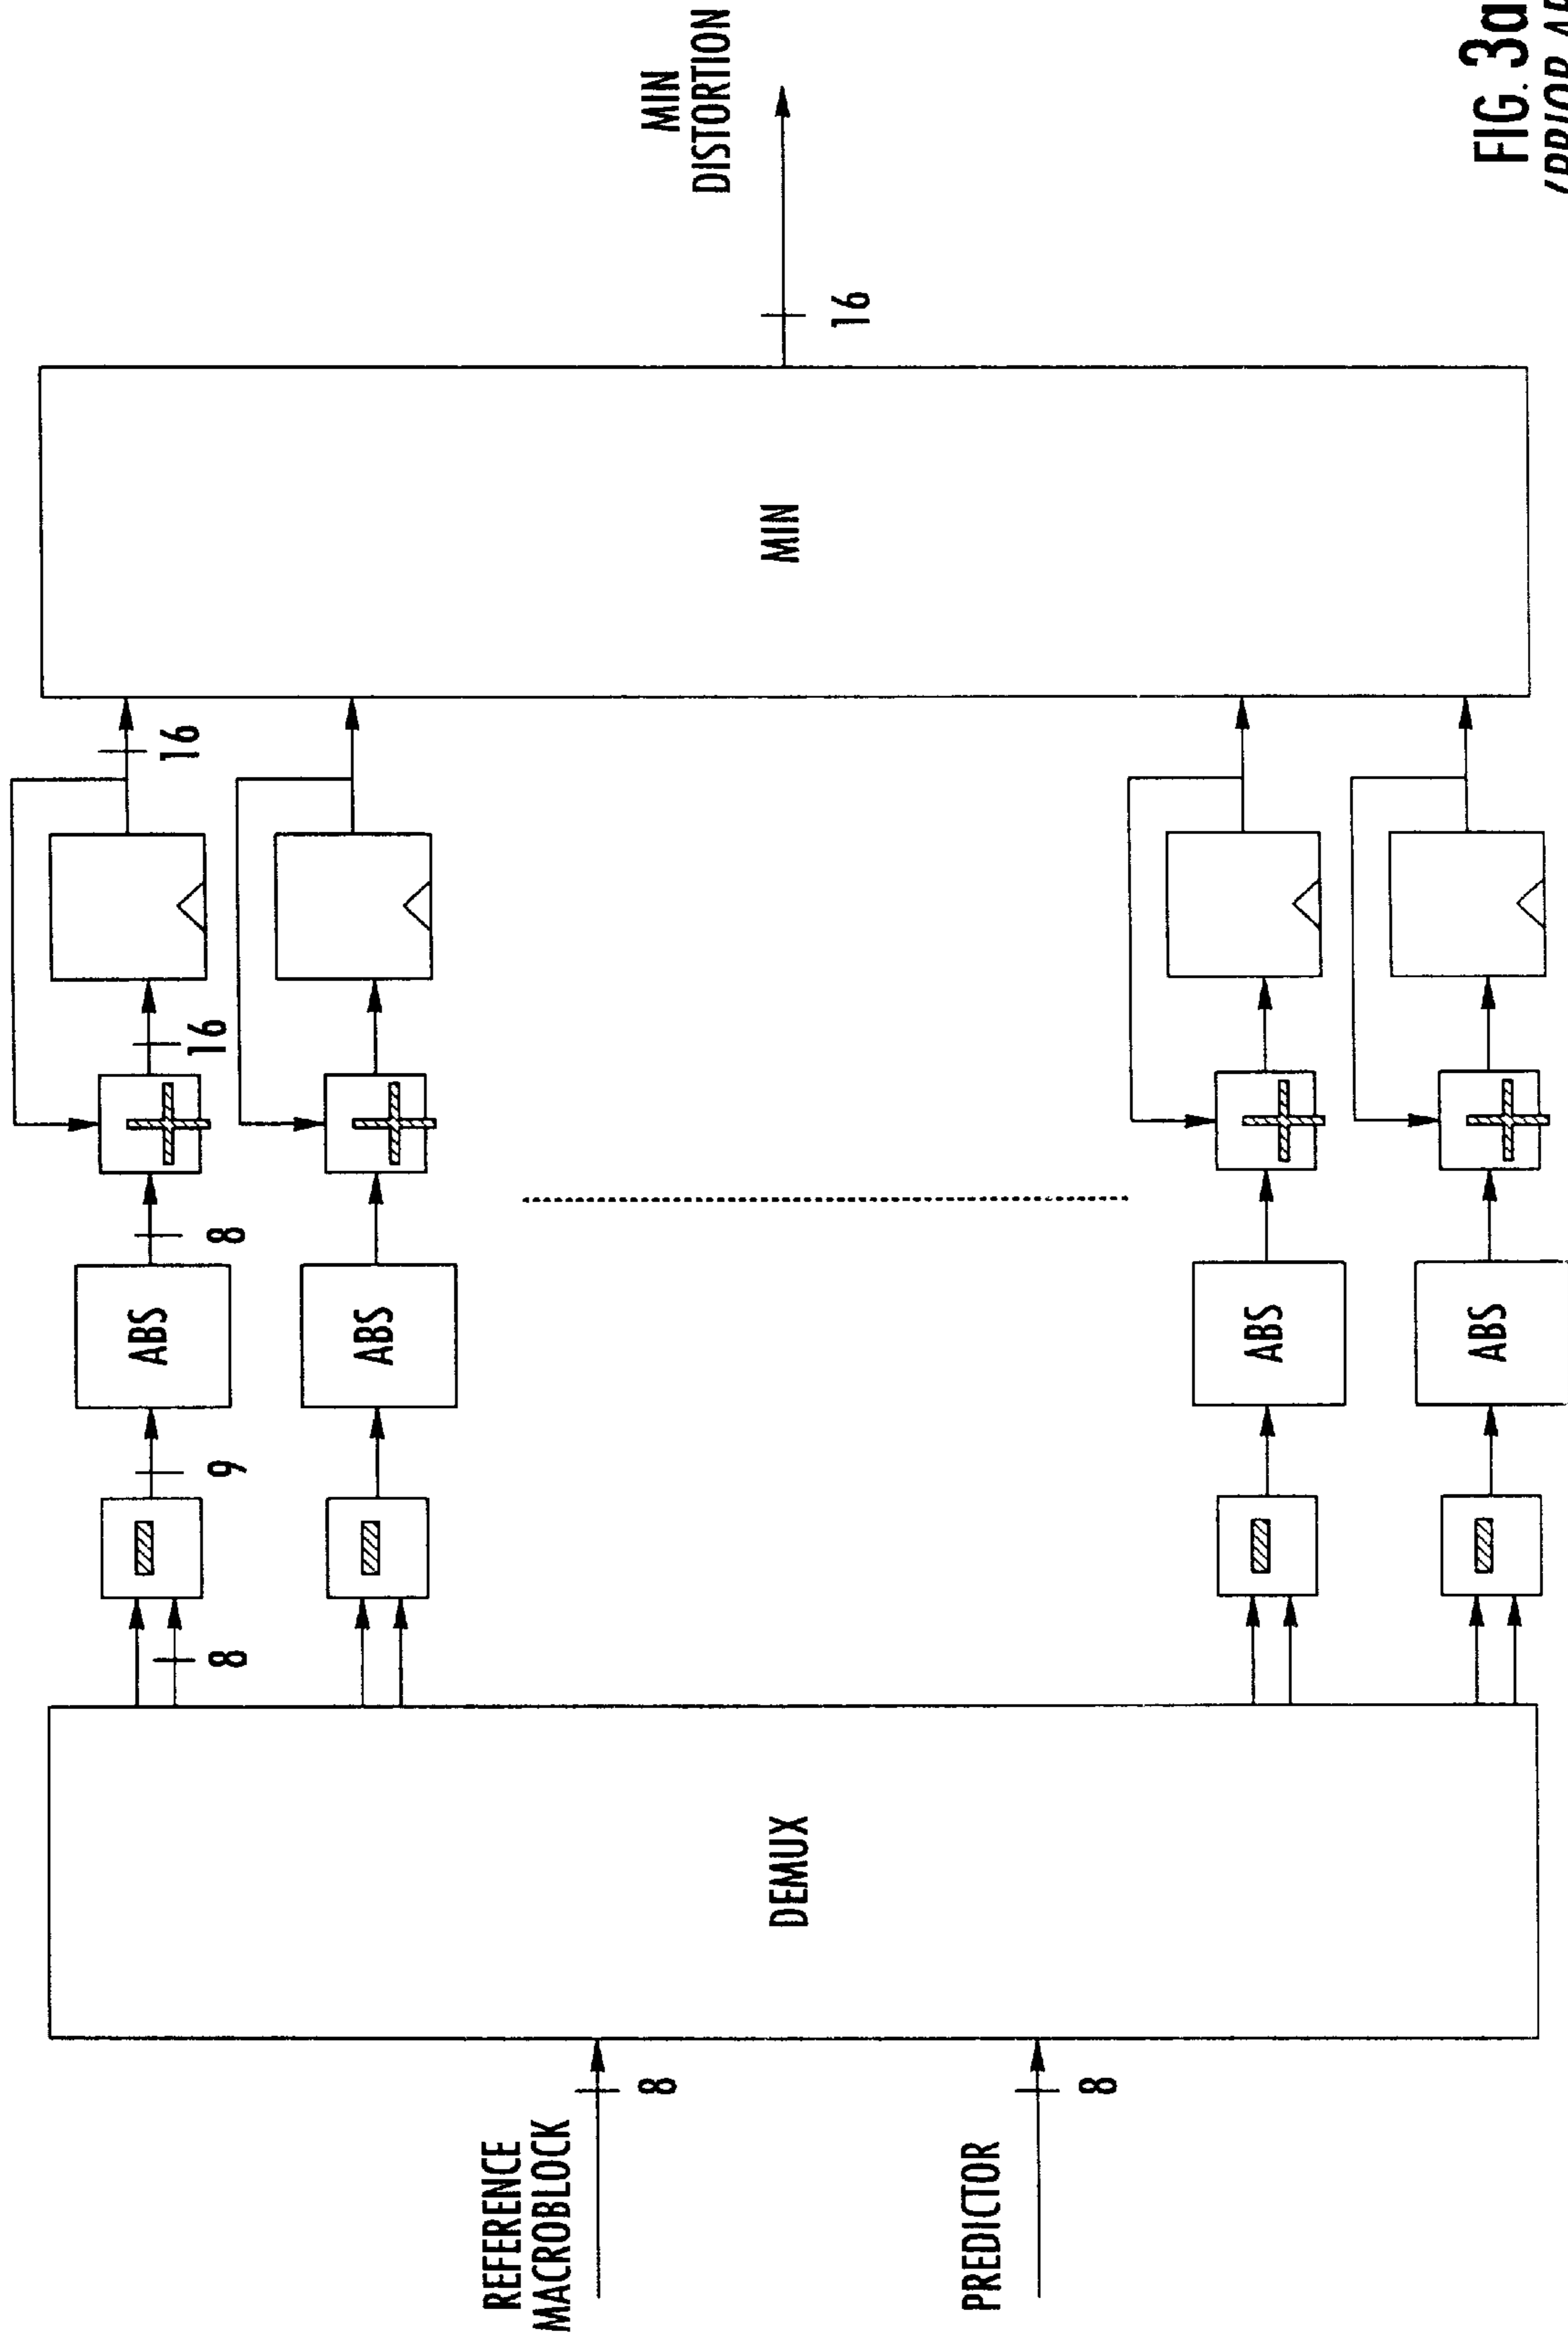 REFERENCE
MACROBLOCK
8
PREDICTOR
8
DEMUX
8
9
ABS
8
16
16
ABS
ABS
ABS
MIN
16
MIN
DISTORTION
FIG. 3a
(PRIOR